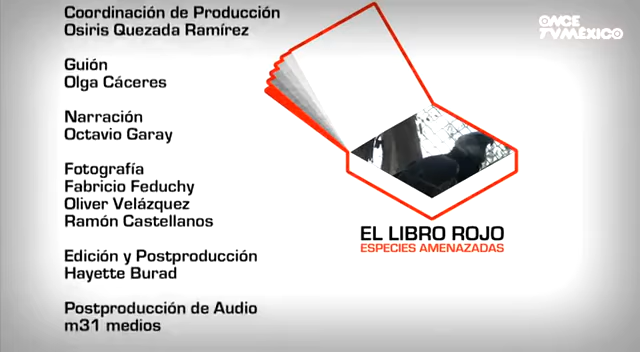 Coordinación de Producción
Osiris Quezada Ramírez
Guión
Olga Cáceres
Narración
Octavio Garay
Fotografía
Fabricio Feduchy
Oliver Velázquez
Ramón Castellanos
Edición y Postproducción
Hayette Burad
Postproducción de Audio
m31 medios
ONCE
TV MÉXICO
EL LIBRO ROJO
ESPECIES AMENAZADAS